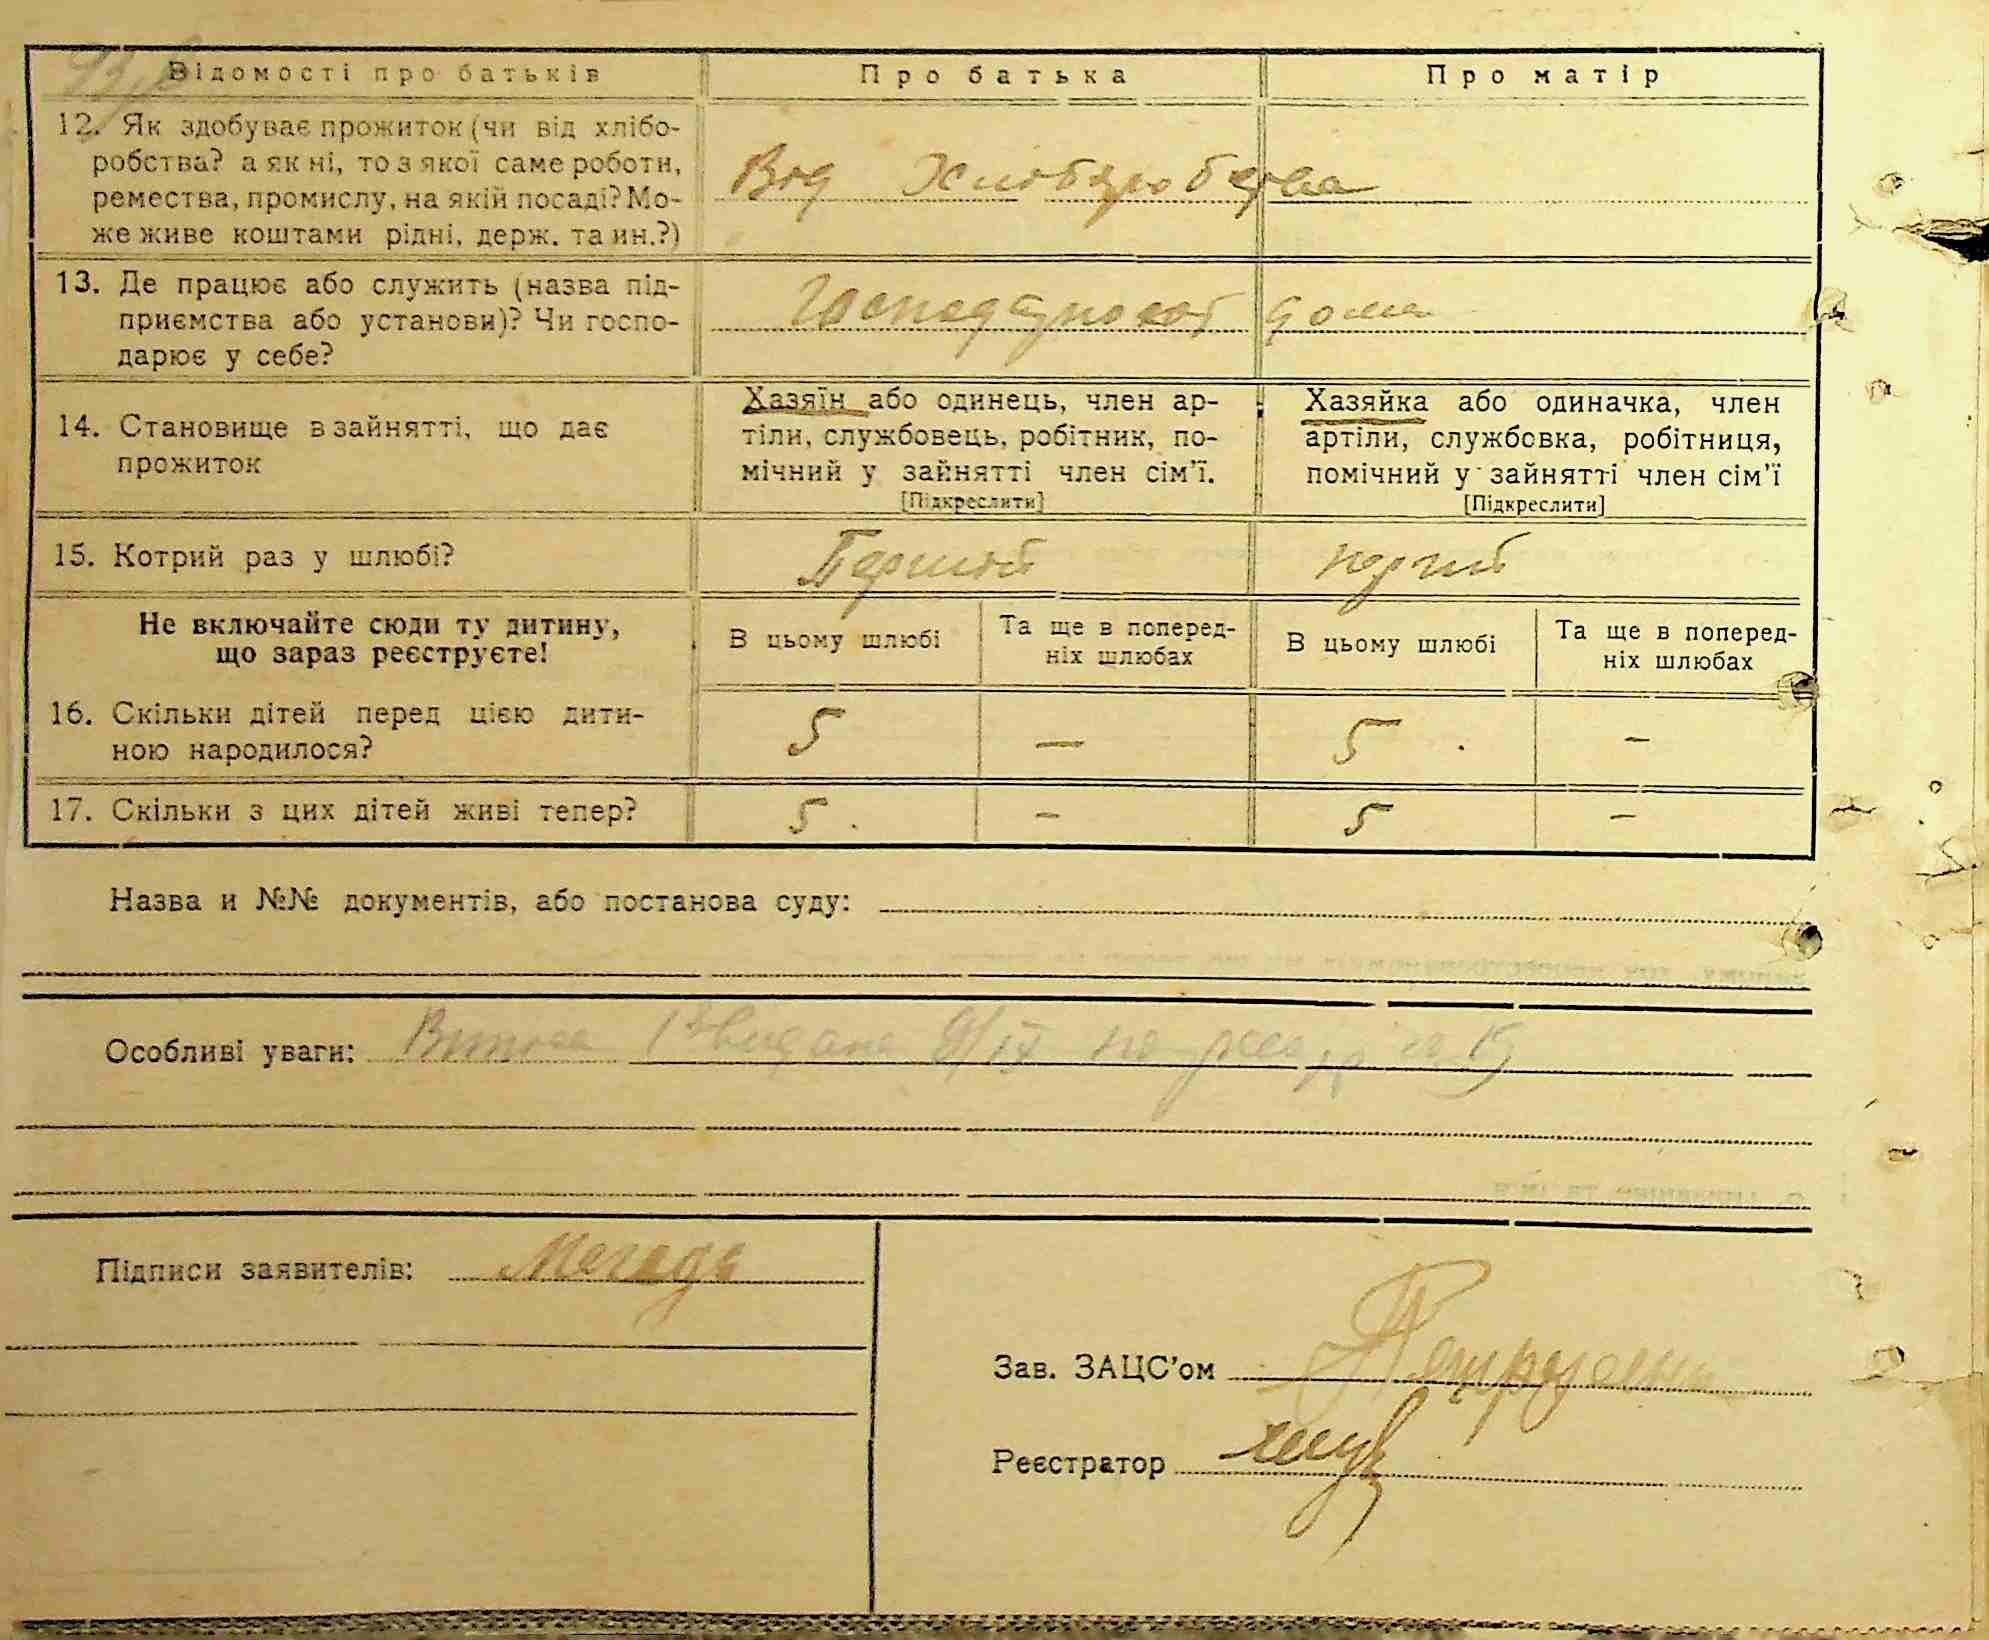 Відомості про батьків
Про батька
Про матір
12. Як здобуває прожиток (чи від хлібо-
робства? а як ні, то з якої саме роботи,
ремества, промислу, на якій посаді? Мо-
же живе коштами рідні, держ. та ин.?)
Від Хліборобства
13. Де працює або служить (назва під-
приємства або установи)? Чи госпо-
дарює у себе?
дома
14. Становище в зайнятті, що дає
прожиток
Хазяїн або одинець, член ар-
тіли, службовець, робітник, по-
мічний у зайнятті член сім'ї.
[Підкреслити]
Хазяйка або одиначка, член
артіли, службовка, робітниця,
помічний у зайнятті член сім'ї
[Підкреслити]
15. Котрий раз у шлюбі?
Перший
Не включайте сюди ту дитину,
що зараз реєструєте!
В цьому шлюбі
Та ще в поперед-
ніх шлюбах
В цьому шлюбі
Та ще в поперед-
ніх шлюбах
16. Скільки дітей перед цією дити-
ною народилося?
5 — 5 —
17. Скільки з цих дітей живі тепер?
5 — 5 —
Назва и №№ документів, або постанова суду:
Особливі уваги:
Підписи заявителів:
Зав. ЗАЦС'ом
Реєстратор